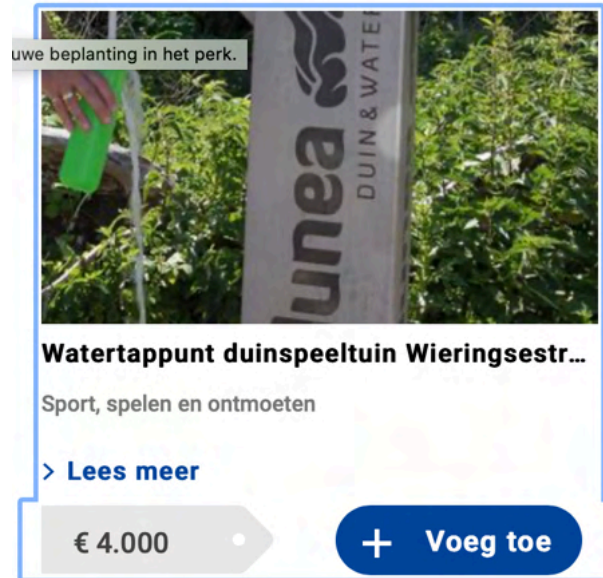 uwe beplanting in het perk.
unea
DUIN & WATER
Watertappunt duinspeeltuin Wieringsestr...
Sport, spelen en ontmoeten
> Lees meer
€ 4.000
+ Voeg toe